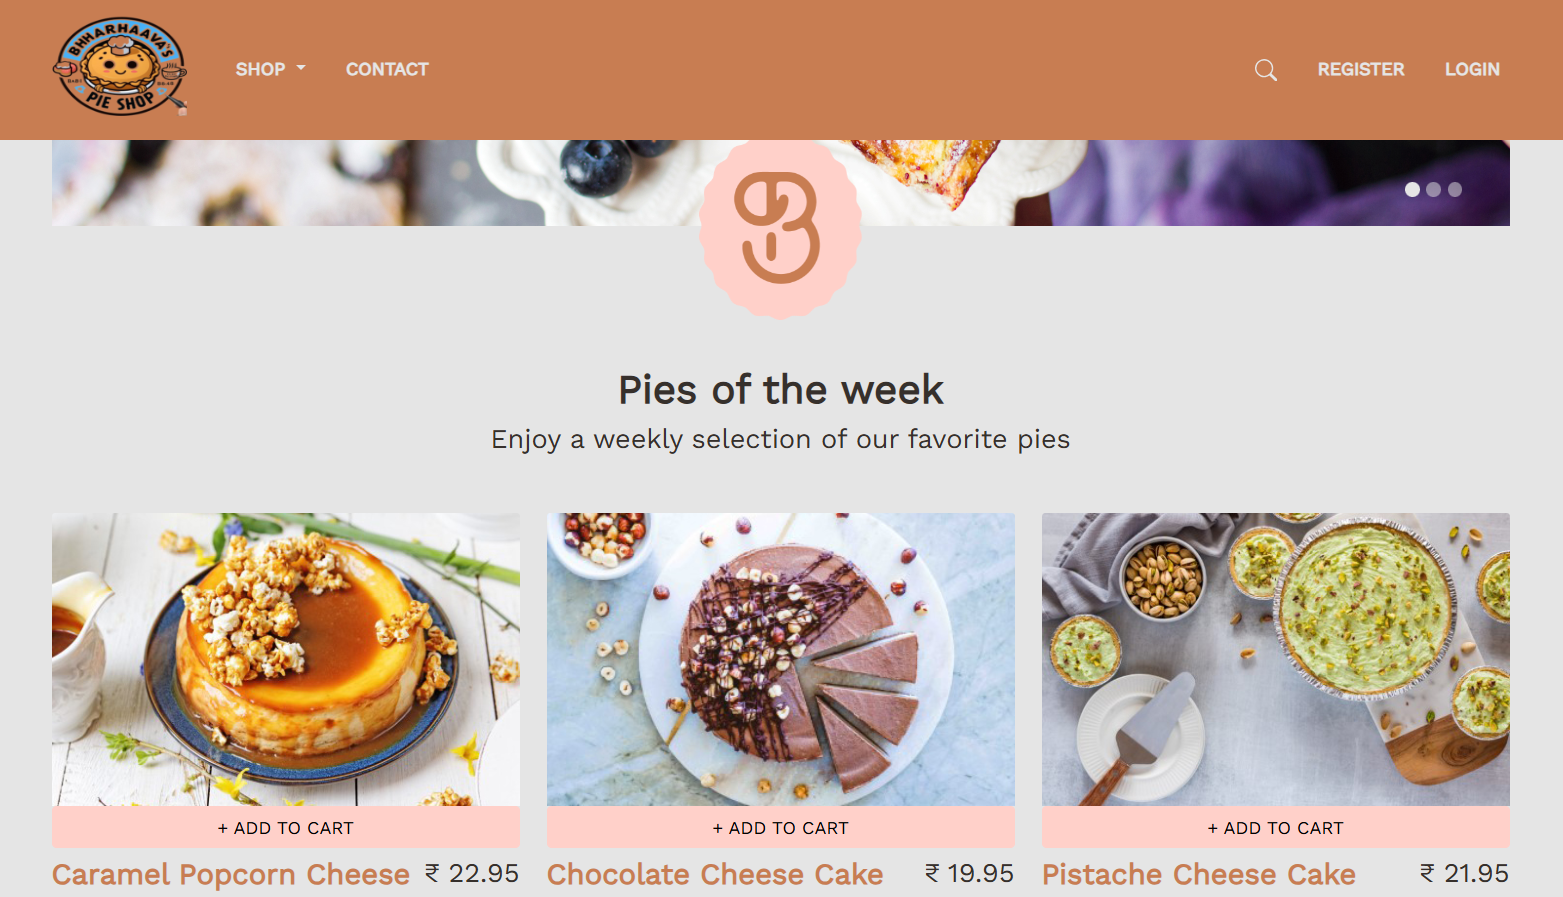 BHHARHAAVA'S
PIE SHOP
SHOP
CONTACT
REGISTER
LOGIN
B
Pies of the week
Enjoy a weekly selection of our favorite pies
+ ADD TO CART
+ ADD TO CART
+ ADD TO CART
Caramel Popcorn Cheese ₹ 22.95
Chocolate Cheese Cake ₹ 19.95
Pistache Cheese Cake ₹ 21.95